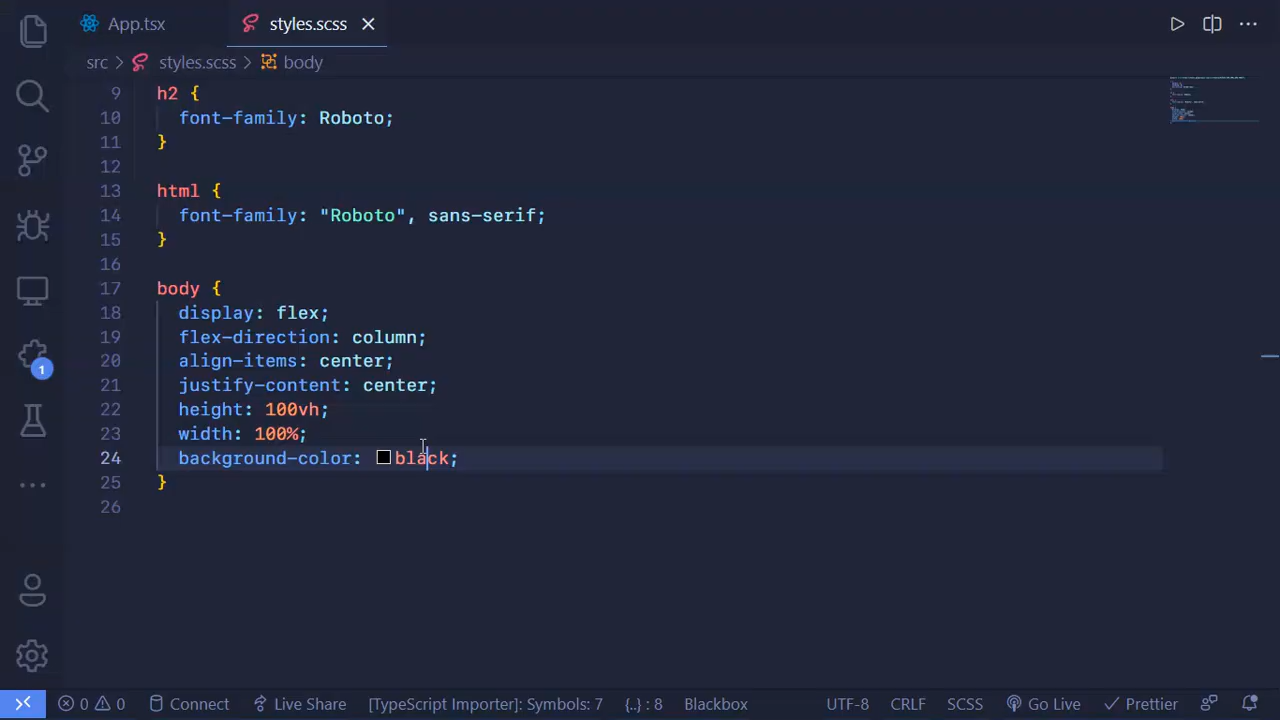 App.tsx styles.scss
src > styles.scss > body
9 h2 {
10 font-family: Roboto;
11 }
12
13 html {
14 font-family: "Roboto", sans-serif;
15 }
16
17 body {
18 display: flex;
19 flex-direction: column;
20 align-items: center;
21 justify-content: center;
22 height: 100vh;
23 width: 100%;
24 background-color: black;
25 }
26
1
0 0 Connect Live Share [TypeScript Importer]: Symbols: 7 {..} : 8 Blackbox UTF-8 CRLF SCSS Go Live Prettier